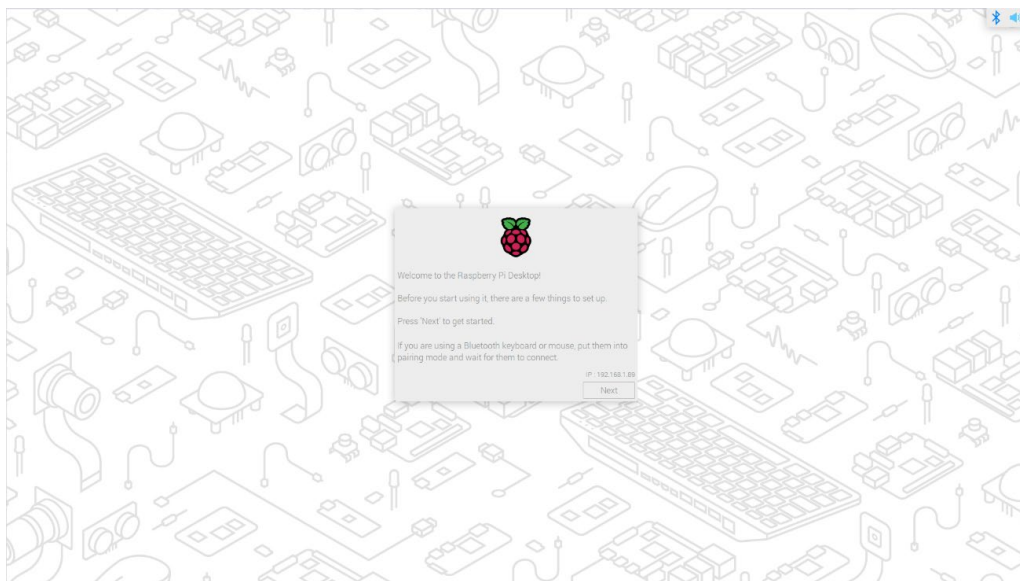 Welcome to the Raspberry Pi Desktop!
Before you start using it, there are a few things to set up.
Press 'Next' to get started.
If you are using a Bluetooth keyboard or mouse, put them into
pairing mode and wait for them to connect.
IP : 192.168.1.89
Next